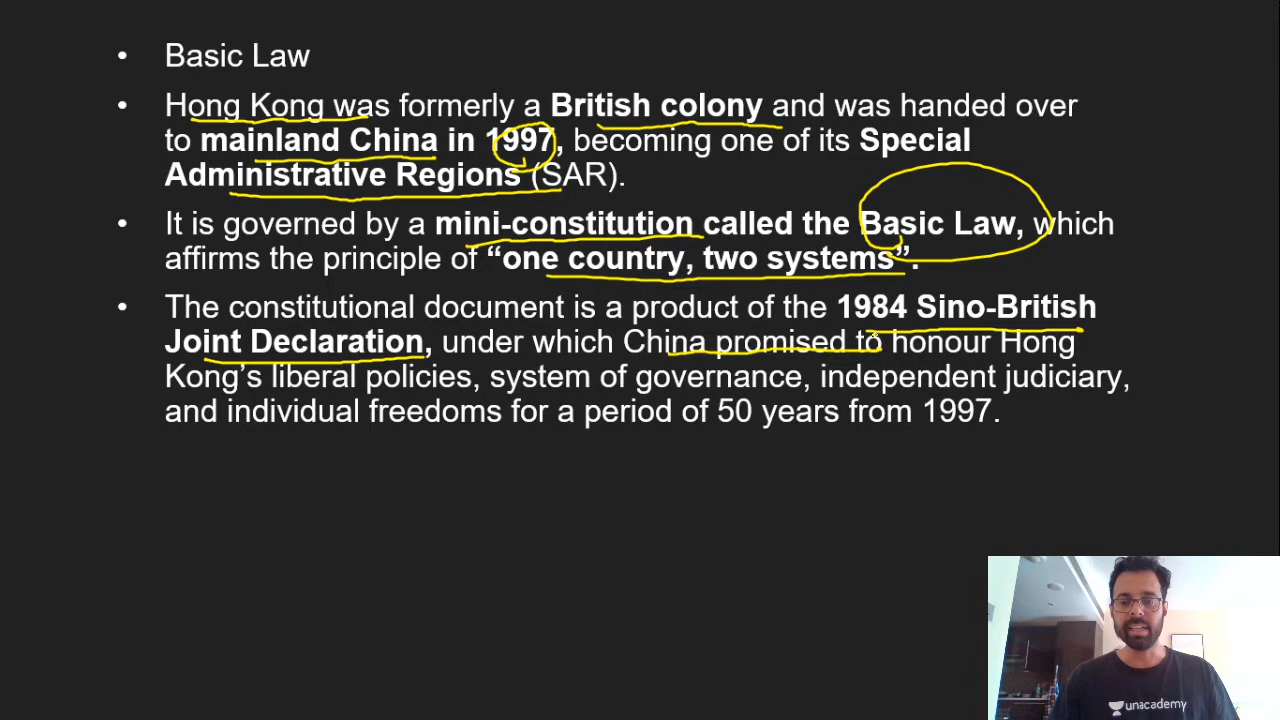 • Basic Law
• Hong Kong was formerly a British colony and was handed over
to mainland China in 1997, becoming one of its Special
Administrative Regions (SAR).
• It is governed by a mini-constitution called the Basic Law, which
affirms the principle of “one country, two systems”.
• The constitutional document is a product of the 1984 Sino-British
Joint Declaration, under which China promised to honour Hong
Kong’s liberal policies, system of governance, independent judiciary,
and individual freedoms for a period of 50 years from 1997.
unacademy